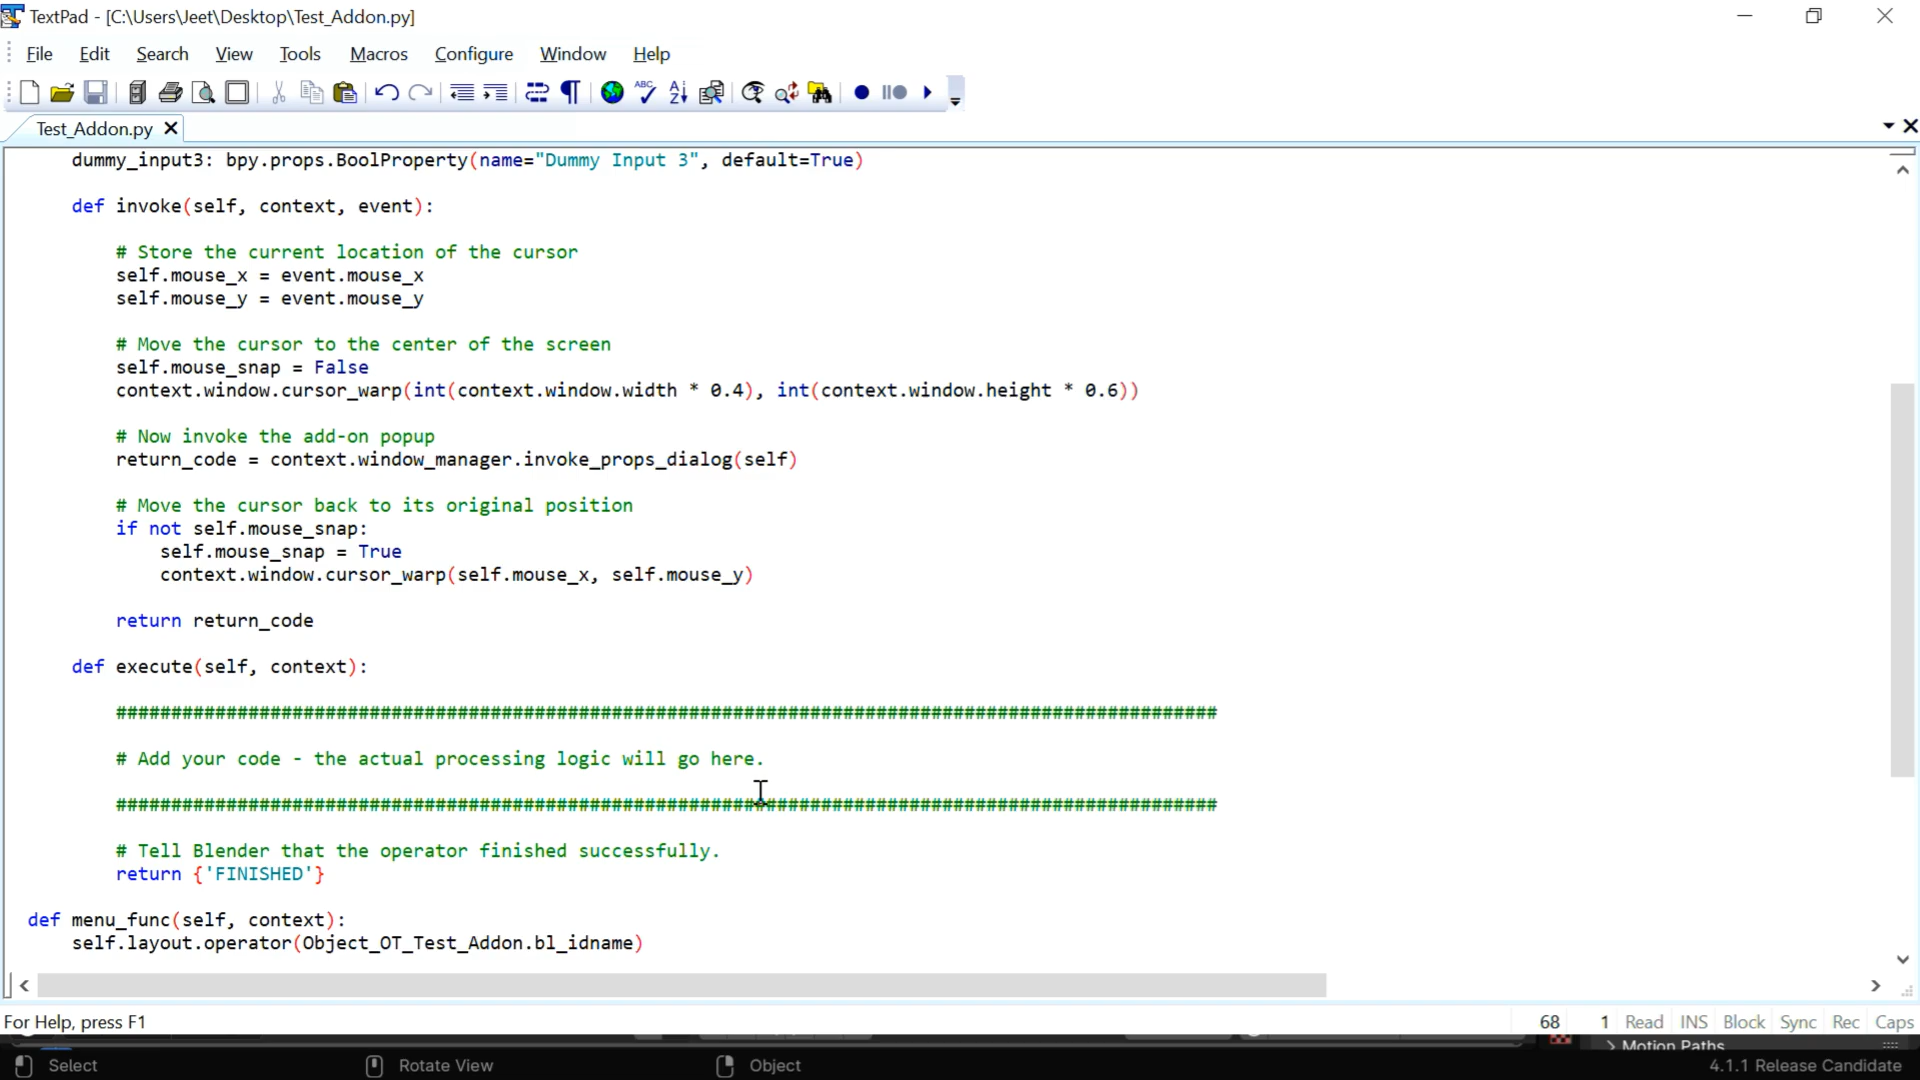 TextPad - [C:\Users\Jeet\Desktop\Test_Addon.py]
File Edit Search View Tools Macros Configure Window Help
Test_Addon.py
dummy_input3: bpy.props.BoolProperty(name="Dummy Input 3", default=True)
def invoke(self, context, event):
# Store the current location of the cursor
self.mouse_x = event.mouse_x
self.mouse_y = event.mouse_y
# Move the cursor to the center of the screen
self.mouse_snap = False
context.window.cursor_warp(int(context.window.width * 0.4), int(context.window.height * 0.6))
# Now invoke the add-on popup
return_code = context.window_manager.invoke_props_dialog(self)
# Move the cursor back to its original position
if not self.mouse_snap:
self.mouse_snap = True
context.window.cursor_warp(self.mouse_x, self.mouse_y)
return return_code
def execute(self, context):
####################################################################################################
# Add your code - the actual processing logic will go here.
####################################################################################################
# Tell Blender that the operator finished successfully.
return {'FINISHED'}
def menu_func(self, context):
self.layout.operator(Object_OT_Test_Addon.bl_idname)
For Help, press F1 68 1 Read INS Block Sync Rec Caps
Motion Paths
Select Rotate View Object 4.1.1 Release Candidate